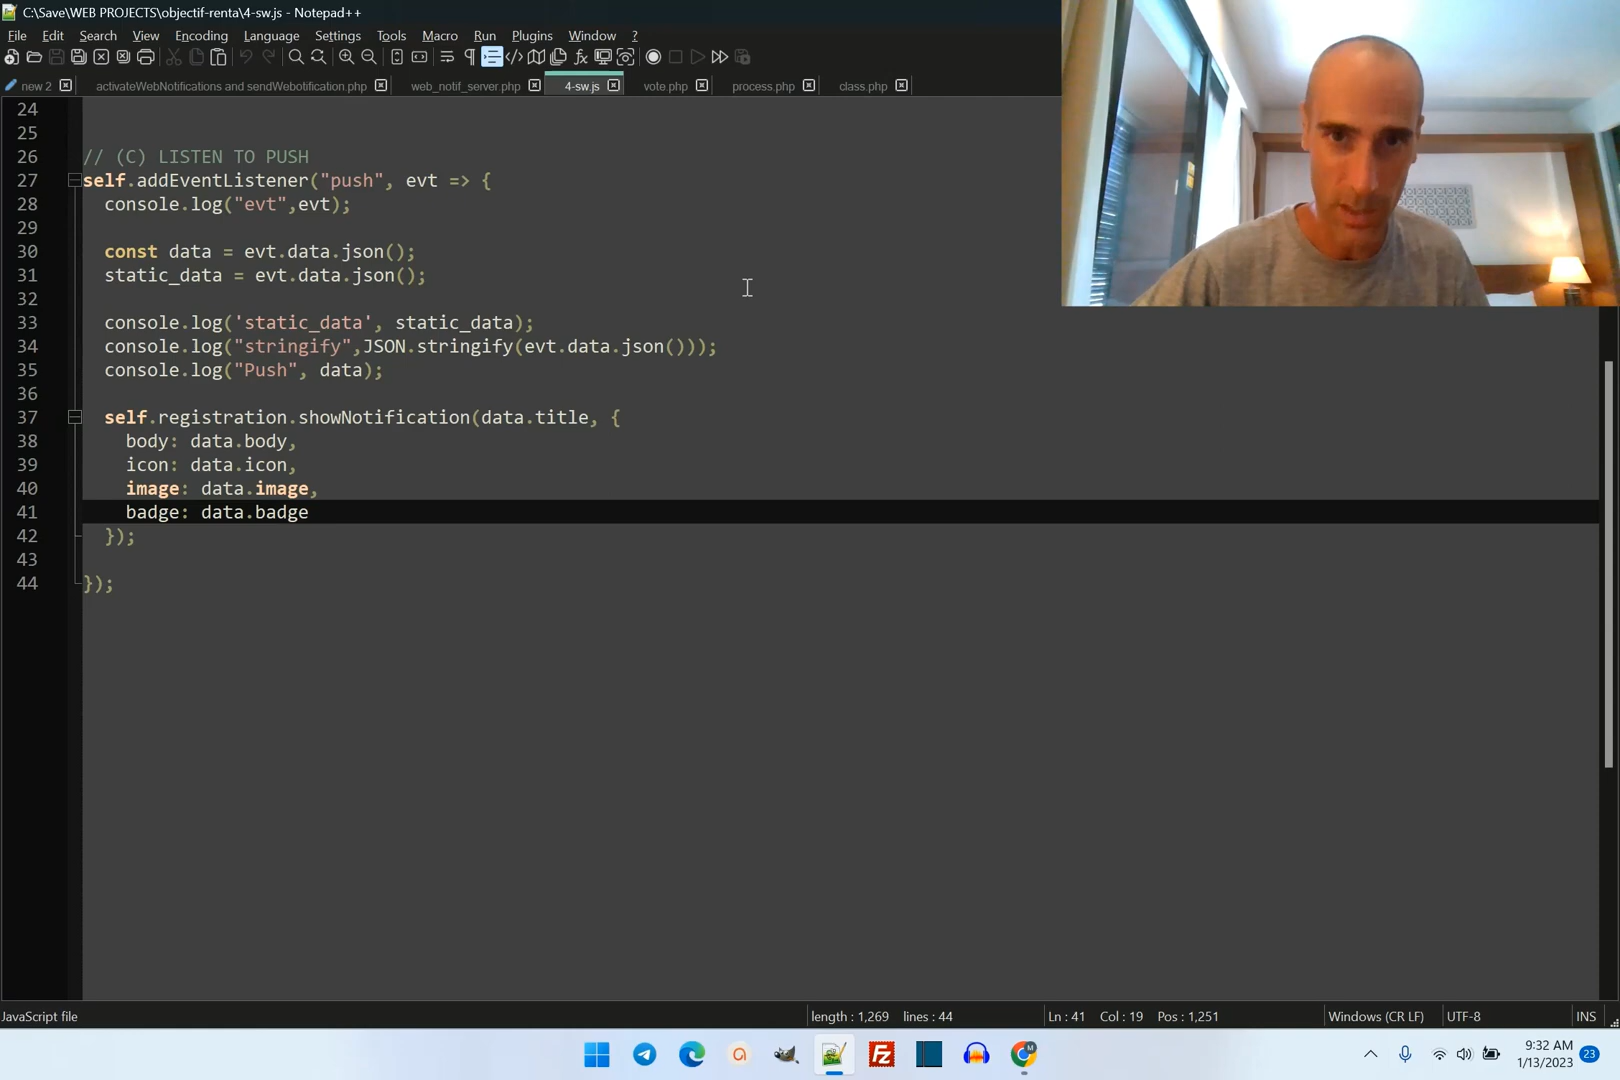 C:\Save\WEB PROJECTS\objectif-renta\4-sw.js - Notepad++
File Edit Search View Encoding Language Settings Tools Macro Run Plugins Window ?
new 2 activateWebNotifications and sendWebotification.php web_notif_server.php 4-sw.js vote.php process.php class.php
24
25
26 // (C) LISTEN TO PUSH
27 self.addEventListener("push", evt => {
28 console.log("evt",evt);
29
30 const data = evt.data.json();
31 static_data = evt.data.json();
32
33 console.log('static_data', static_data);
34 console.log("stringify",JSON.stringify(evt.data.json()));
35 console.log("Push", data);
36
37 self.registration.showNotification(data.title, {
38 body: data.body,
39 icon: data.icon,
40 image: data.image,
41 badge: data.badge
42 });
43
44 });
JavaScript file length : 1,269 lines : 44 Ln : 41 Col : 19 Pos : 1,251 Windows (CR LF) UTF-8 INS
9:32 AM
1/13/2023 23